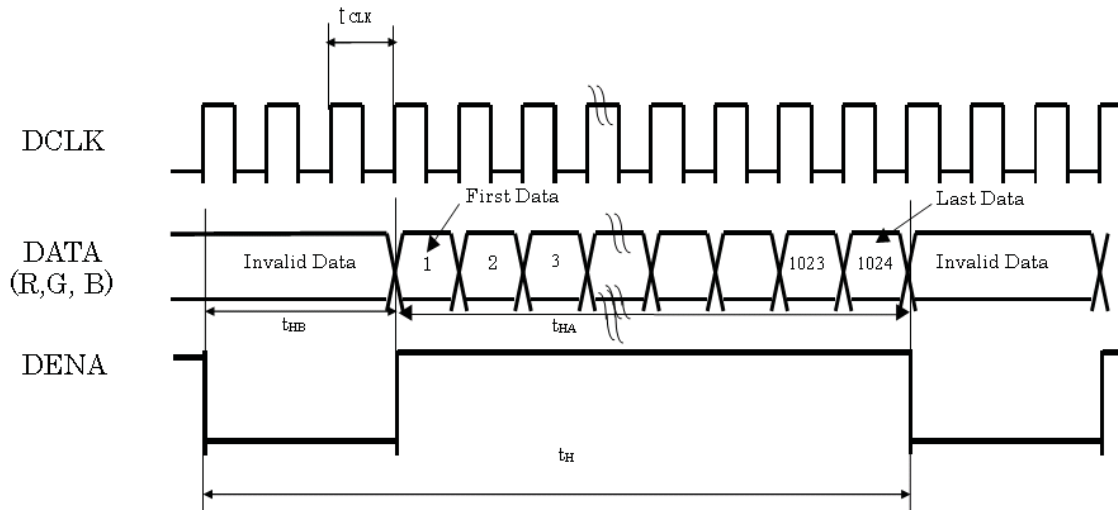 tCLK
DCLK
First Data
Last Data
DATA
(R,G, B)
Invalid Data
1
2
3
1023
1024
Invalid Data
tHB
tHA
DENA
tH